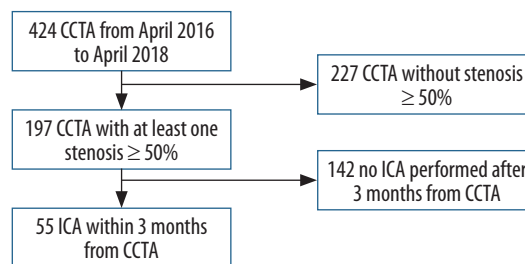 424 CCTA from April 2016
to April 2018
227 CCTA without stenosis
≥ 50%
197 CCTA with at least one
stenosis ≥ 50%
142 no ICA performed after
3 months from CCTA
55 ICA within 3 months
from CCTA